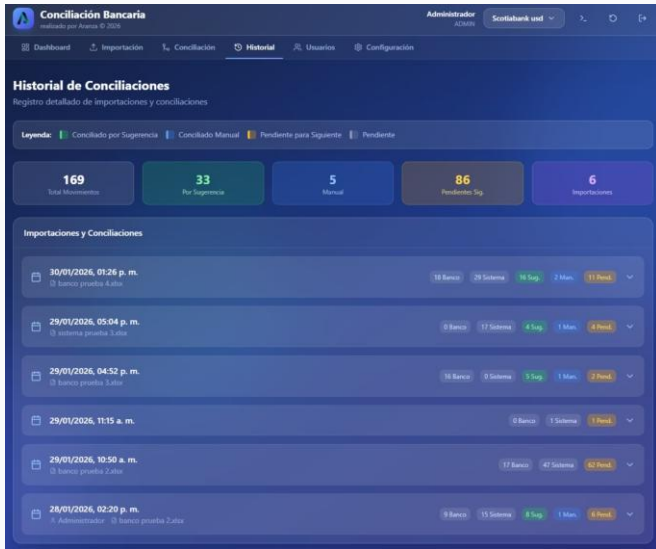 Conciliación Bancaria
realizado por Aranza © 2026
Administrador
ADMIN
Scotiabank usd
Dashboard Importación Conciliación Historial Usuarios Configuración
Historial de Conciliaciones
Registro detallado de importaciones y conciliaciones
Leyenda: Conciliado por Sugerencia Conciliado Manual Pendiente para Siguiente Pendiente
169 33 5 86 6
Total Movimientos Por Sugerencia Manual Pendientes Sig. Importaciones
Importaciones y Conciliaciones
30/01/2026, 01:26 p. m.
banco prueba 4.xlsx
18 Banco 29 Sistema 16 Sug. 2 Man. 11 Pend.
29/01/2026, 05:04 p. m.
sistema prueba 3.xlsx
0 Banco 17 Sistema 4 Sug. 1 Man. 4 Pend.
29/01/2026, 04:52 p. m.
banco prueba 3.xlsx
16 Banco 0 Sistema 5 Sug. 1 Man. 2 Pend.
29/01/2026, 11:15 a. m.
0 Banco 1 Sistema 1 Pend.
29/01/2026, 10:50 a. m.
banco prueba 2.xlsx
17 Banco 47 Sistema 62 Pend.
28/01/2026, 02:20 p. m.
Administrador banco prueba 2.xlsx
9 Banco 15 Sistema 8 Sug. 1 Man. 6 Pend.